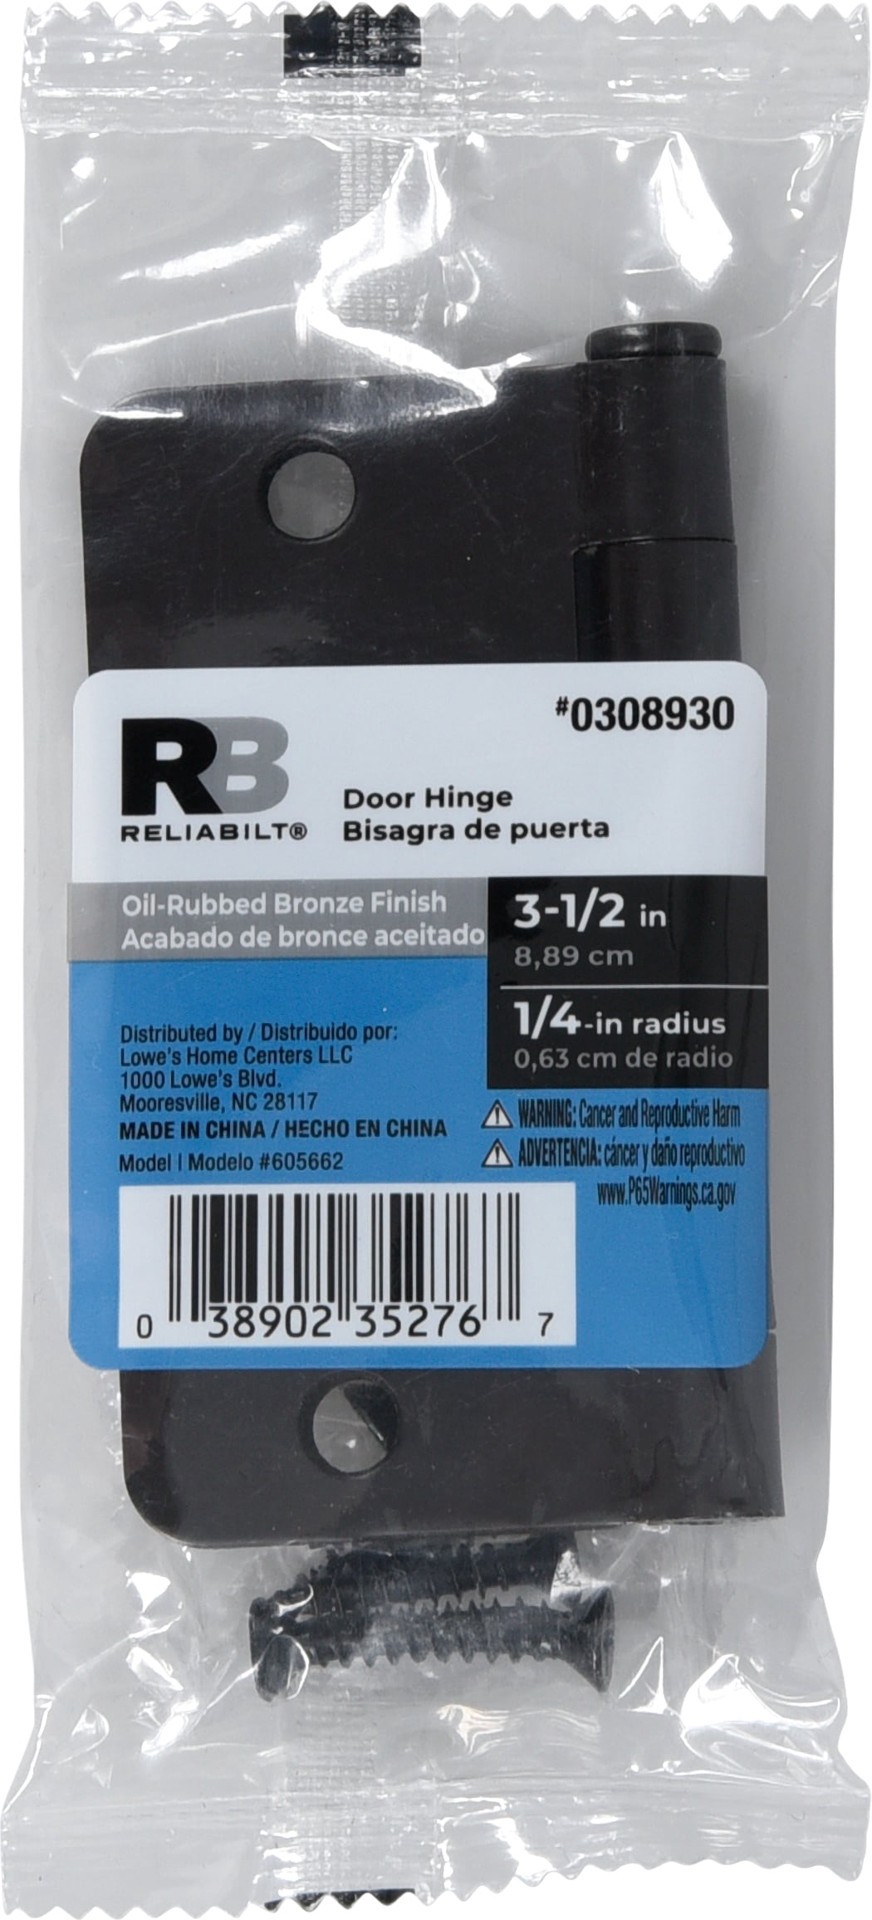 #0308930
RB
RELIABILT®
Door Hinge
Bisagra de puerta
Oil-Rubbed Bronze Finish
Acabado de bronce aceitado
3-1/2 in
8,89 cm
1/4-in radius
0,63 cm de radio
Distributed by / Distribuido por:
Lowe's Home Centers LLC
1000 Lowe's Blvd.
Mooresville, NC 28117
MADE IN CHINA / HECHO EN CHINA
Model | Modelo #605662
WARNING: Cancer and Reproductive Harm
ADVERTENCIA: cáncer y daño reproductivo
www.P65Warnings.ca.gov
0 38902 35276 7